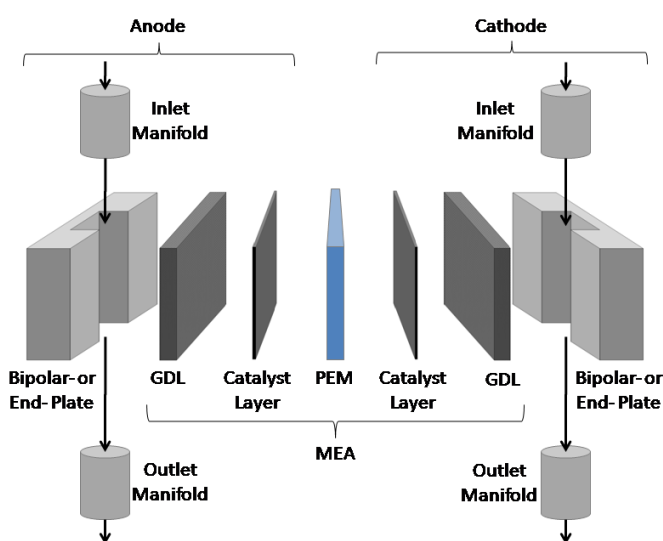 Anode
Cathode
Inlet
Manifold
Inlet
Manifold
Bipolar- or
End- Plate
GDL
Catalyst
Layer
PEM
Catalyst
Layer
GDL
Bipolar- or
End- Plate
MEA
Outlet
Manifold
Outlet
Manifold